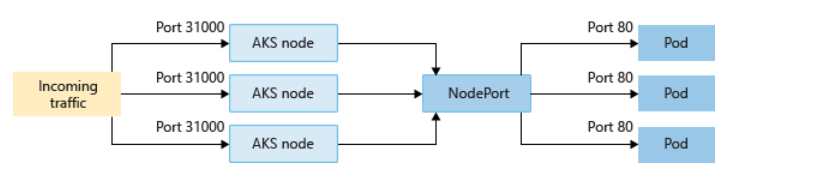 Port 31000
AKS node
Port 80
Pod
Incoming
traffic
Port 31000
AKS node
NodePort
Port 80
Pod
Port 31000
AKS node
Port 80
Pod